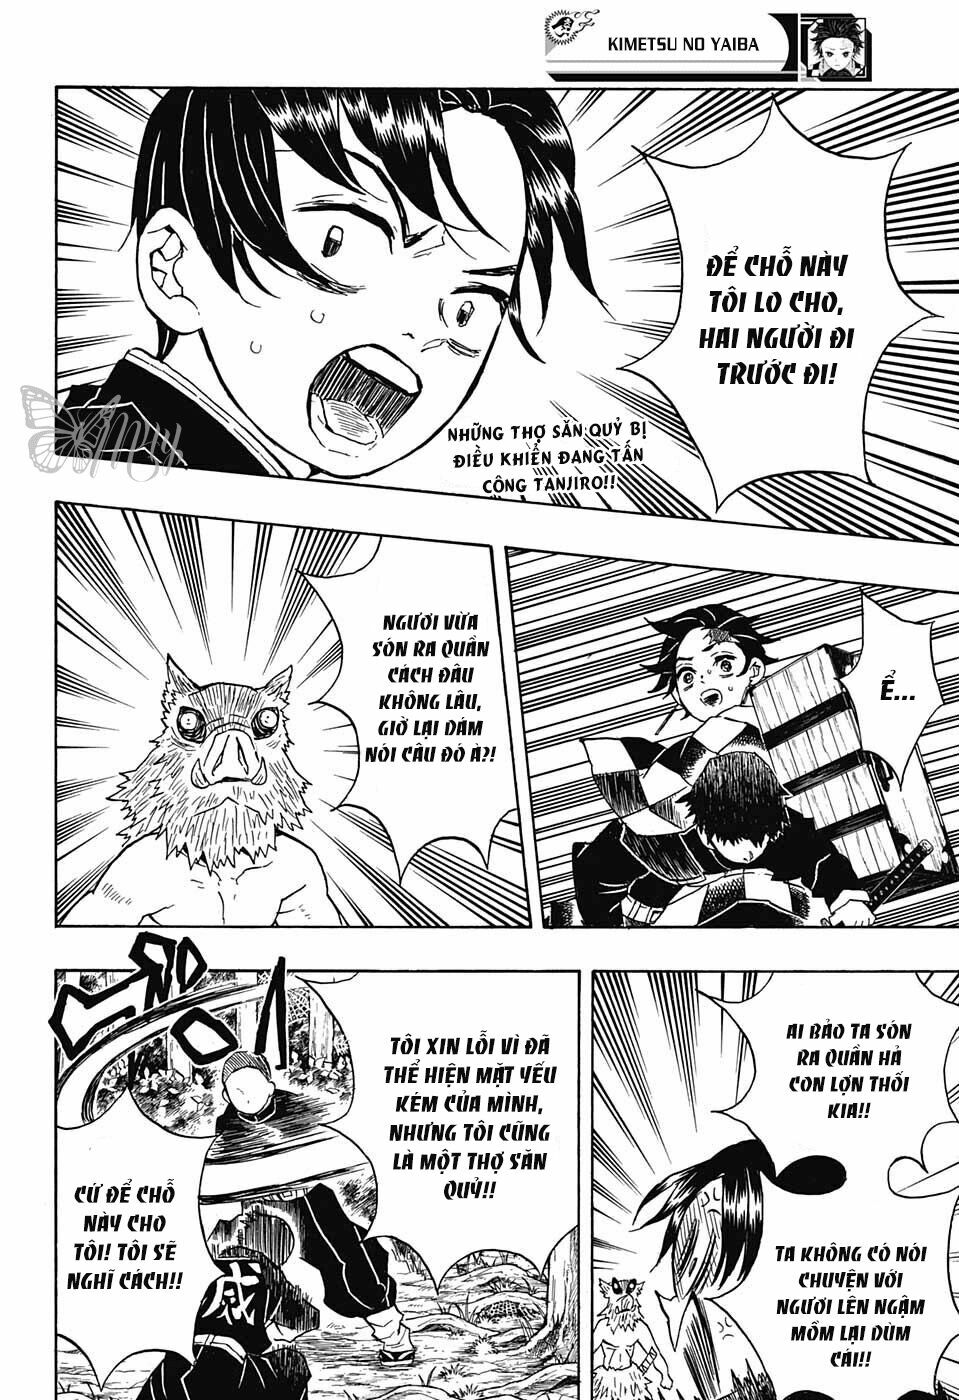 KIMETSU NO YAIBA
ĐỂ CHỖ NÀY
TÔI LO CHO,
HAI NGƯỜI ĐI
TRƯỚC ĐI!
NHỮNG THỢ SĂN QUỶ BỊ
ĐIỀU KHIỂN ĐANG TẤN
CÔNG TANJIRO!!
Ể...
NGƯƠI VỪA
SÓN RA QUẦN
CÁCH ĐÂU
KHÔNG LÂU,
GIỜ LẠI DÁM
NÓI CÂU ĐÓ À?!
AI BẢO TA SÓN
RA QUẦN HẢ
CON LỢN THỐI
KIA!!
TÔI XIN LỖI VÌ ĐÃ
THỂ HIỆN MẶT YẾU
KÉM CỦA MÌNH,
NHƯNG TÔI CŨNG
LÀ MỘT THỢ SĂN
QUỶ!!
CỨ ĐỂ CHỖ
NÀY CHO
TÔI! TÔI SẼ
NGHĨ CÁCH!!
TA KHÔNG CÓ NÓI
CHUYỆN VỚI
NGƯƠI LÊN NGẬM
MỒM LẠI DÙM
CÁI!!